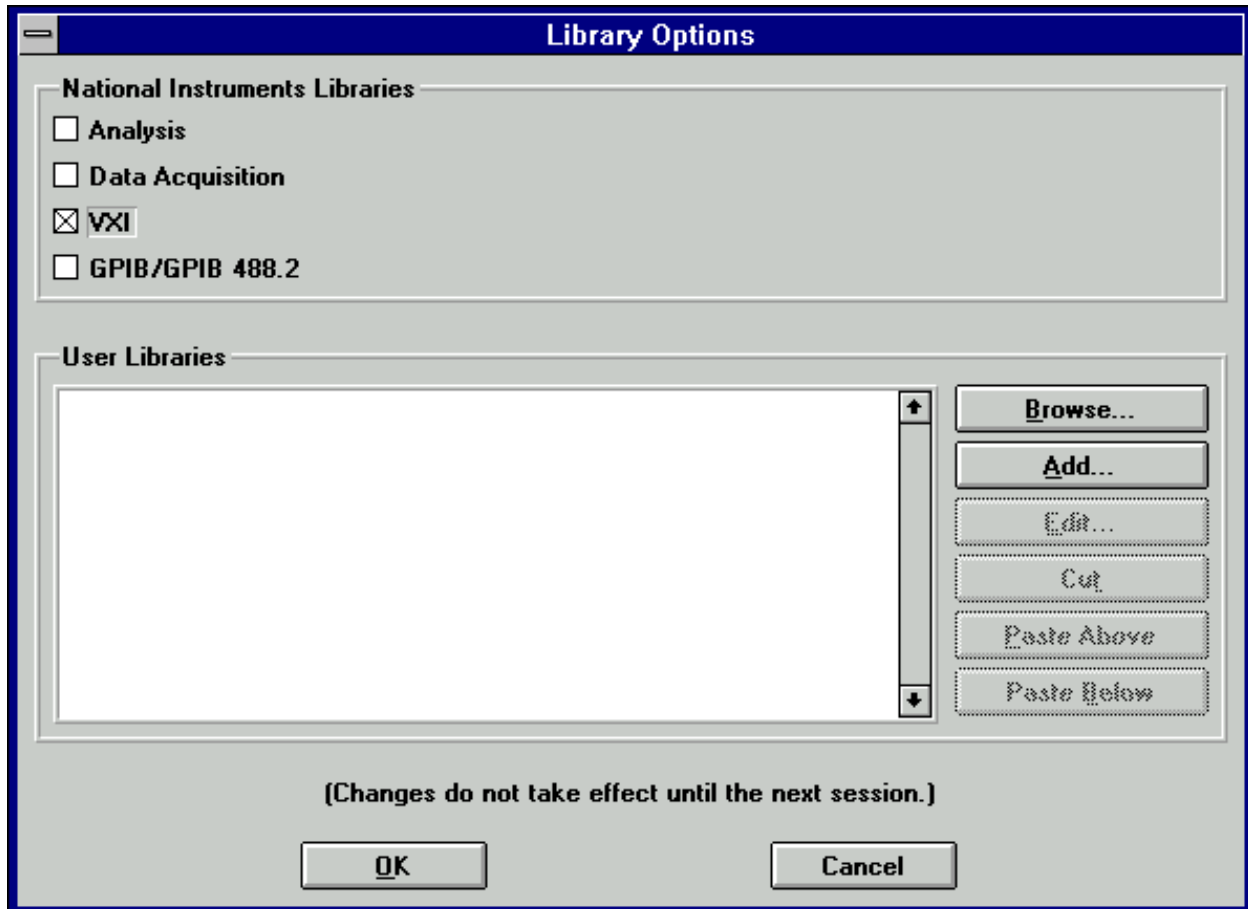 Library Options
National Instruments Libraries
Analysis
Data Acquisition
VXI
GPIB/GPIB 488.2
User Libraries
Browse...
Add...
Edit...
Cut
Paste Above
Paste Below
(Changes do not take effect until the next session.)
OK
Cancel